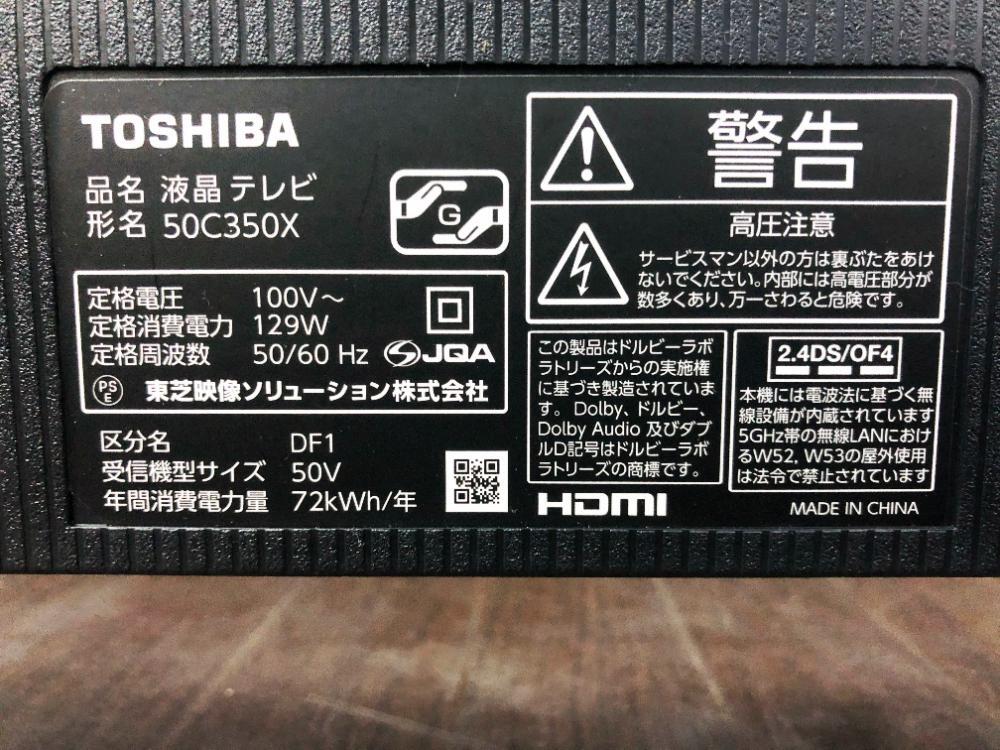 TOSHIBA
品名 液晶テレビ
形名 50C350X
G
定格電圧 100V～
定格消費電力 129W
定格周波数 50/60 Hz
JQA
PS
E
東芝映像ソリューション株式会社
区分名 DF1
受信機型サイズ 50V
年間消費電力量 72kWh/年
警告
高圧注意
サービスマン以外の方は裏ぶたをあけ
ないでください。内部には高電圧部分が
数多くあり、万一さわると危険です。
この製品はドルビーラボ
ラトリーズからの実施権
に基づき製造されていま
す。Dolby、ドルビー、
Dolby Audio 及びダブ
ルD記号はドルビーラボ
ラトリーズの商標です。
2.4DS/OF4
本機には電波法に基づく無
線設備が内蔵されています
5GHz帯の無線LANにおけ
るW52, W53の屋外使用
は法令で禁止されています
HDMI
MADE IN CHINA